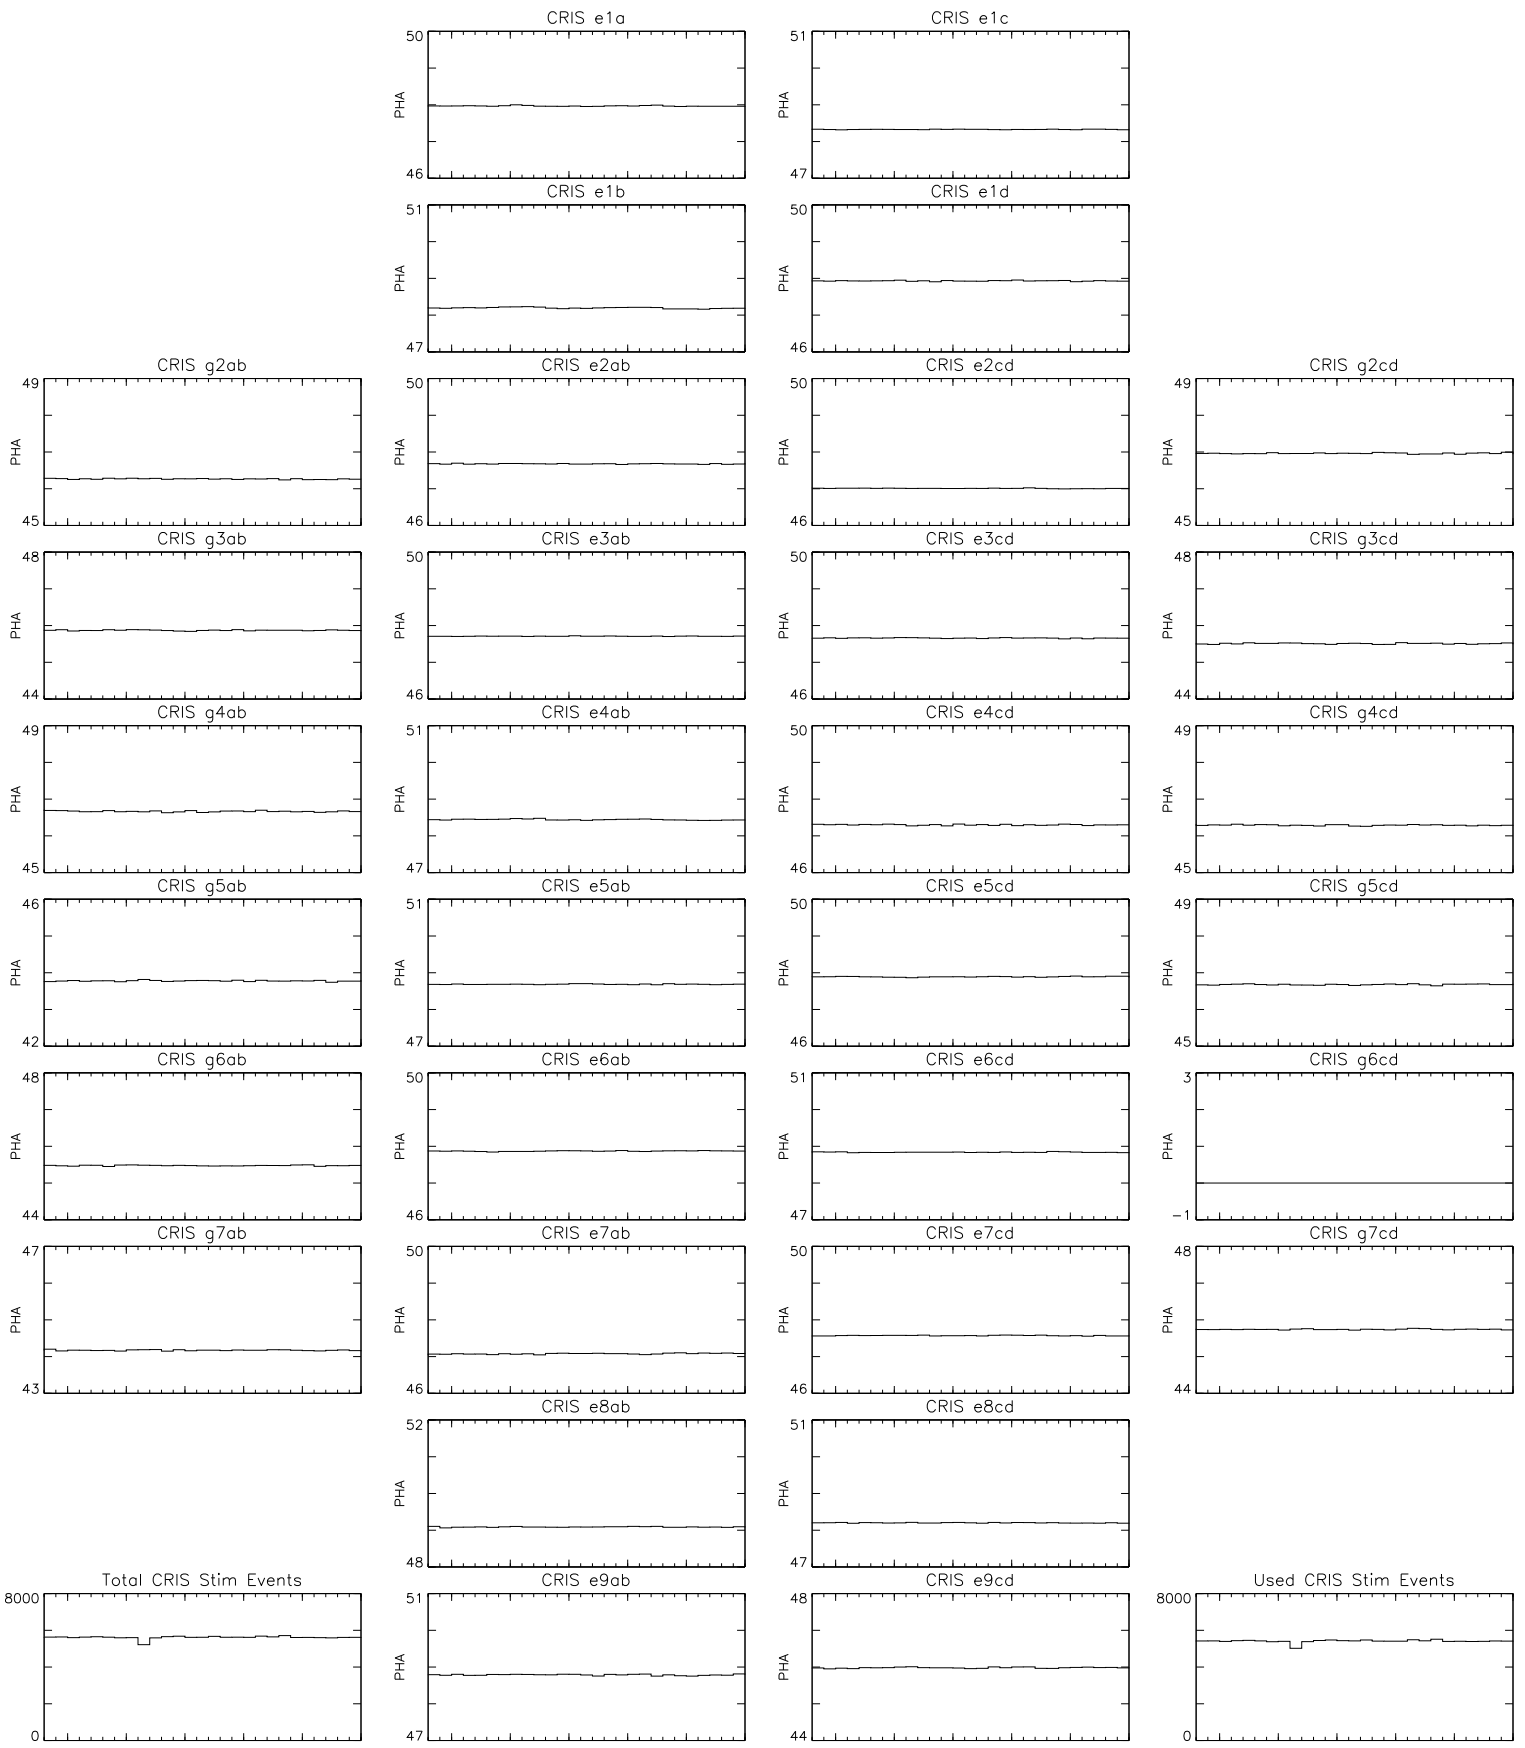 CRIS e1a
CRIS e1c
50
PHA
46
51
PHA
47
CRIS e1b
CRIS e1d
51
PHA
47
50
PHA
46
CRIS g2ab
CRIS e2ab
CRIS e2cd
CRIS g2cd
49
PHA
45
50
PHA
46
50
PHA
46
49
PHA
45
CRIS g3ab
CRIS e3ab
CRIS e3cd
CRIS g3cd
48
PHA
44
50
PHA
46
50
PHA
46
48
PHA
44
CRIS g4ab
CRIS e4ab
CRIS e4cd
CRIS g4cd
49
PHA
45
51
PHA
47
50
PHA
46
49
PHA
45
CRIS g5ab
CRIS e5ab
CRIS e5cd
CRIS g5cd
46
PHA
42
51
PHA
47
50
PHA
46
49
PHA
45
CRIS g6ab
CRIS e6ab
CRIS e6cd
CRIS g6cd
48
PHA
44
50
PHA
46
51
PHA
47
3
PHA
-1
CRIS g7ab
CRIS e7ab
CRIS e7cd
CRIS g7cd
47
PHA
43
50
PHA
46
50
PHA
46
48
PHA
44
CRIS e8ab
CRIS e8cd
52
PHA
48
51
PHA
47
Total CRIS Stim Events
CRIS e9ab
CRIS e9cd
Used CRIS Stim Events
8000
0
51
PHA
47
48
PHA
44
8000
0